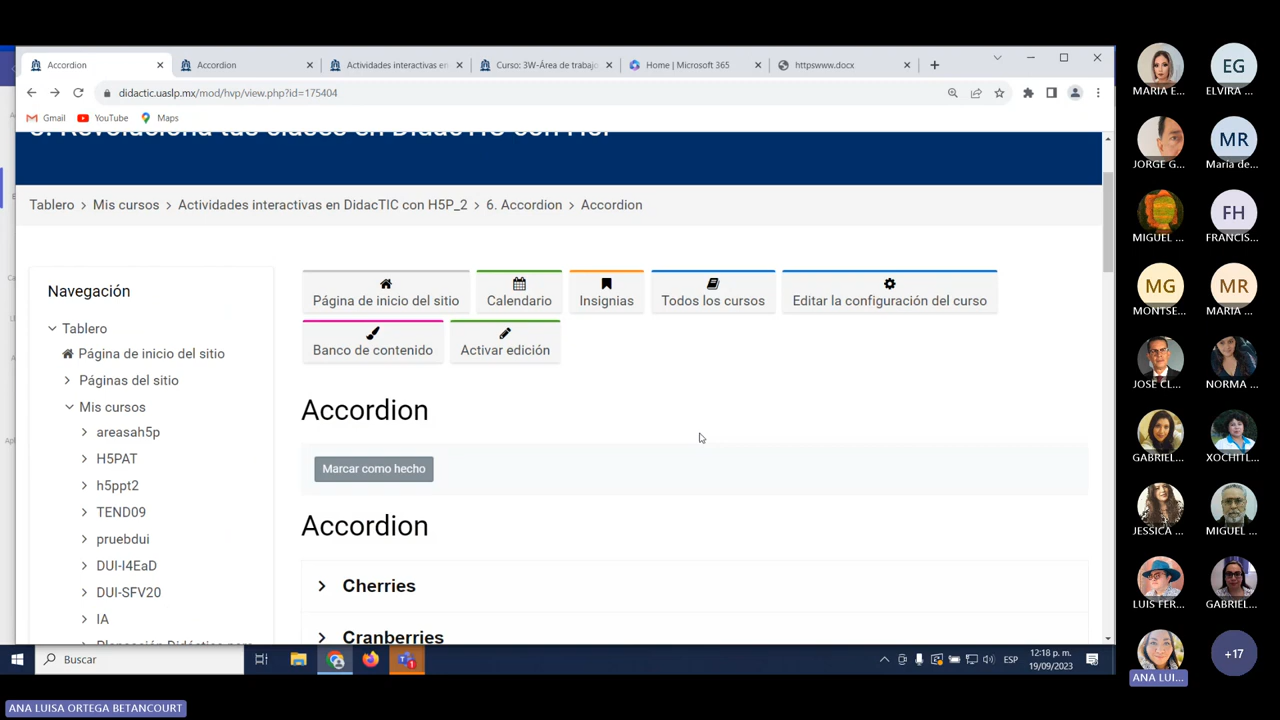 Accordion
Accordion
Actividades interactivas en
Curso: 3W-Área de trabajo
Home | Microsoft 365
httpswww.docx
didactic.uaslp.mx/mod/hvp/view.php?id=175404
Gmail
YouTube
Maps
Tablero > Mis cursos > Actividades interactivas en DidacTIC con H5P_2 > 6. Accordion > Accordion
Navegación
Tablero
Página de inicio del sitio
Páginas del sitio
Mis cursos
areasah5p
H5PAT
h5ppt2
TEND09
pruebdui
DUI-I4EaD
DUI-SFV20
IA
Página de inicio del sitio
Calendario
Insignias
Todos los cursos
Editar la configuración del curso
Banco de contenido
Activar edición
Accordion
Marcar como hecho
Accordion
Cherries
Cranberries
Buscar
ESP
12:18 p. m.
19/09/2023
1
MARIA E...
EG
ELVIRA ...
JORGE G...
MR
María de...
MIGUEL ...
FH
FRANCIS...
MG
MONTSE...
MR
MARIA ...
JOSE CL...
NORMA ...
GABRIEL...
XOCHITL...
JESSICA ...
MIGUEL ...
LUIS FER...
GABRIEL...
ANA LUI...
+17
ANA LUISA ORTEGA BETANCOURT